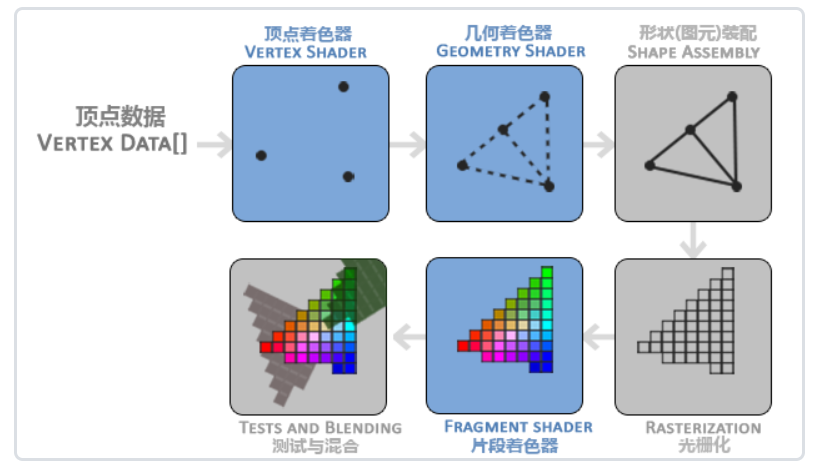 顶点着色器
VERTEX SHADER
几何着色器
GEOMETRY SHADER
形状(图元)装配
SHAPE ASSEMBLY
顶点数据
VERTEX DATA[]
TESTS AND BLENDING
测试与混合
FRAGMENT SHADER
片段着色器
RASTERIZATION
光栅化